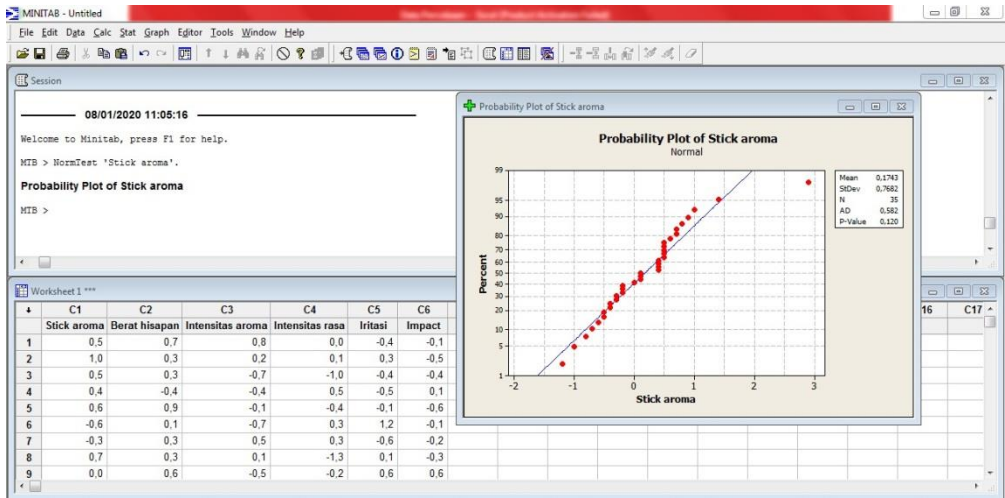 MINITAB - Untitled
File Edit Data Calc Stat Graph Editor Tools Window Help
Session
08/01/2020 11:05:16
Welcome to Minitab, press F1 for help.
MTB > NormTest 'Stick aroma'.
Probability Plot of Stick aroma
MTB >
Probability Plot of Stick aroma
Probability Plot of Stick aroma
Normal
Mean 0,1743
StDev 0,7682
N 35
AD 0,582
P-Value 0,120
99
95
90
80
70
60
50
40
30
20
10
5
1
Percent
-2 -1 0 1 2 3
Stick aroma
Worksheet 1 ***
C1 C2 C3 C4 C5 C6 16 C17
Stick aroma Berat hisapan Intensitas aroma Intensitas rasa Iritasi Impact
1 0,5 0,7 0,8 0,0 -0,4 -0,1
2 1,0 0,3 0,2 0,1 0,3 -0,5
3 0,5 0,3 -0,7 -1,0 -0,4 -0,4
4 0,4 -0,4 -0,4 0,5 -0,5 0,1
5 0,6 0,9 -0,1 -0,4 -0,1 -0,6
6 -0,6 0,1 -0,7 0,3 1,2 -0,1
7 -0,3 0,3 0,5 0,3 -0,6 -0,2
8 0,7 0,3 0,1 -1,3 0,1 -0,3
9 0,0 0,6 -0,5 -0,2 0,6 0,6